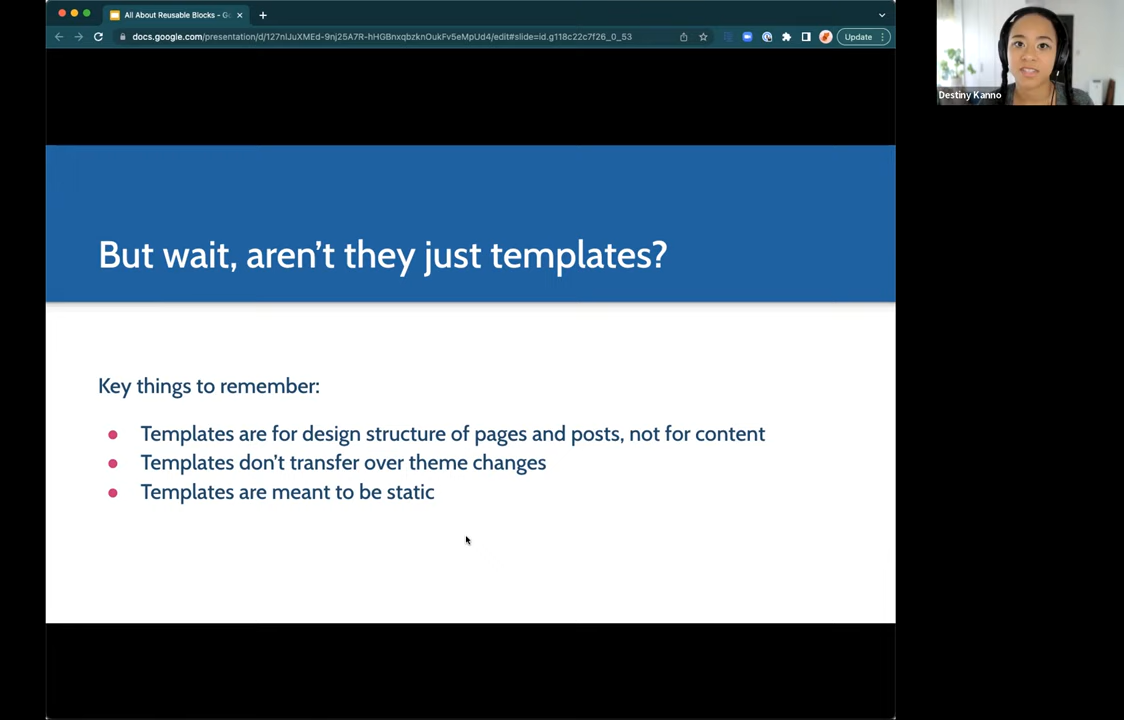 All About Reusable Blocks - Go
docs.google.com/presentation/d/127nIJuXMEd-9nj25A7R-hHGBnxqbzknOukFv5eMpUd4/edit#slide=id.g118c22c7f26_0_53
Update
Destiny Kanno
But wait, aren't they just templates?
Key things to remember:
● Templates are for design structure of pages and posts, not for content
● Templates don't transfer over theme changes
● Templates are meant to be static